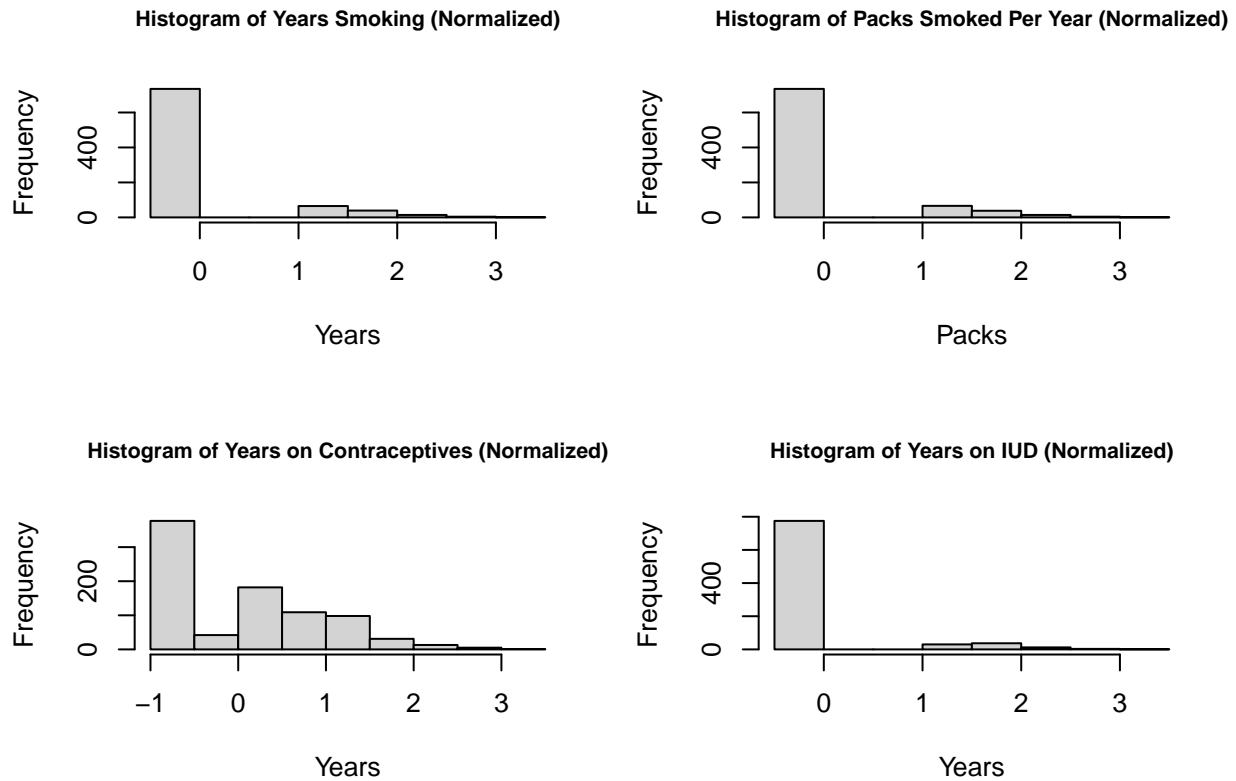 Histogram of Years Smoking (Normalized)
Frequency
0
400
0
1
2
3
Years
Histogram of Packs Smoked Per Year (Normalized)
Frequency
0
400
0
1
2
3
Packs
Histogram of Years on Contraceptives (Normalized)
Frequency
0
200
−1
0
1
2
3
Years
Histogram of Years on IUD (Normalized)
Frequency
0
400
0
1
2
3
Years